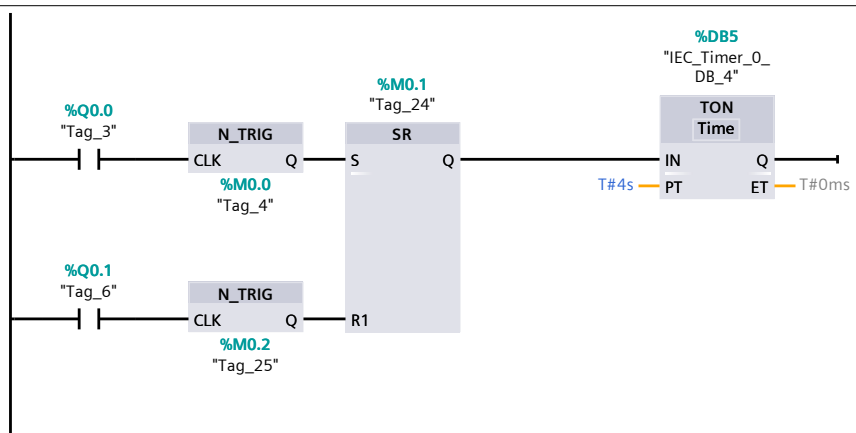 %DB5
"IEC_Timer_0_
DB_4"
%M0.1
"Tag_24"
%Q0.0
"Tag_3"
N_TRIG
SR
TON
Time
CLK Q
S Q
IN Q
%M0.0
"Tag_4"
T#4s PT ET T#0ms
%Q0.1
"Tag_6"
N_TRIG
CLK Q
R1
%M0.2
"Tag_25"